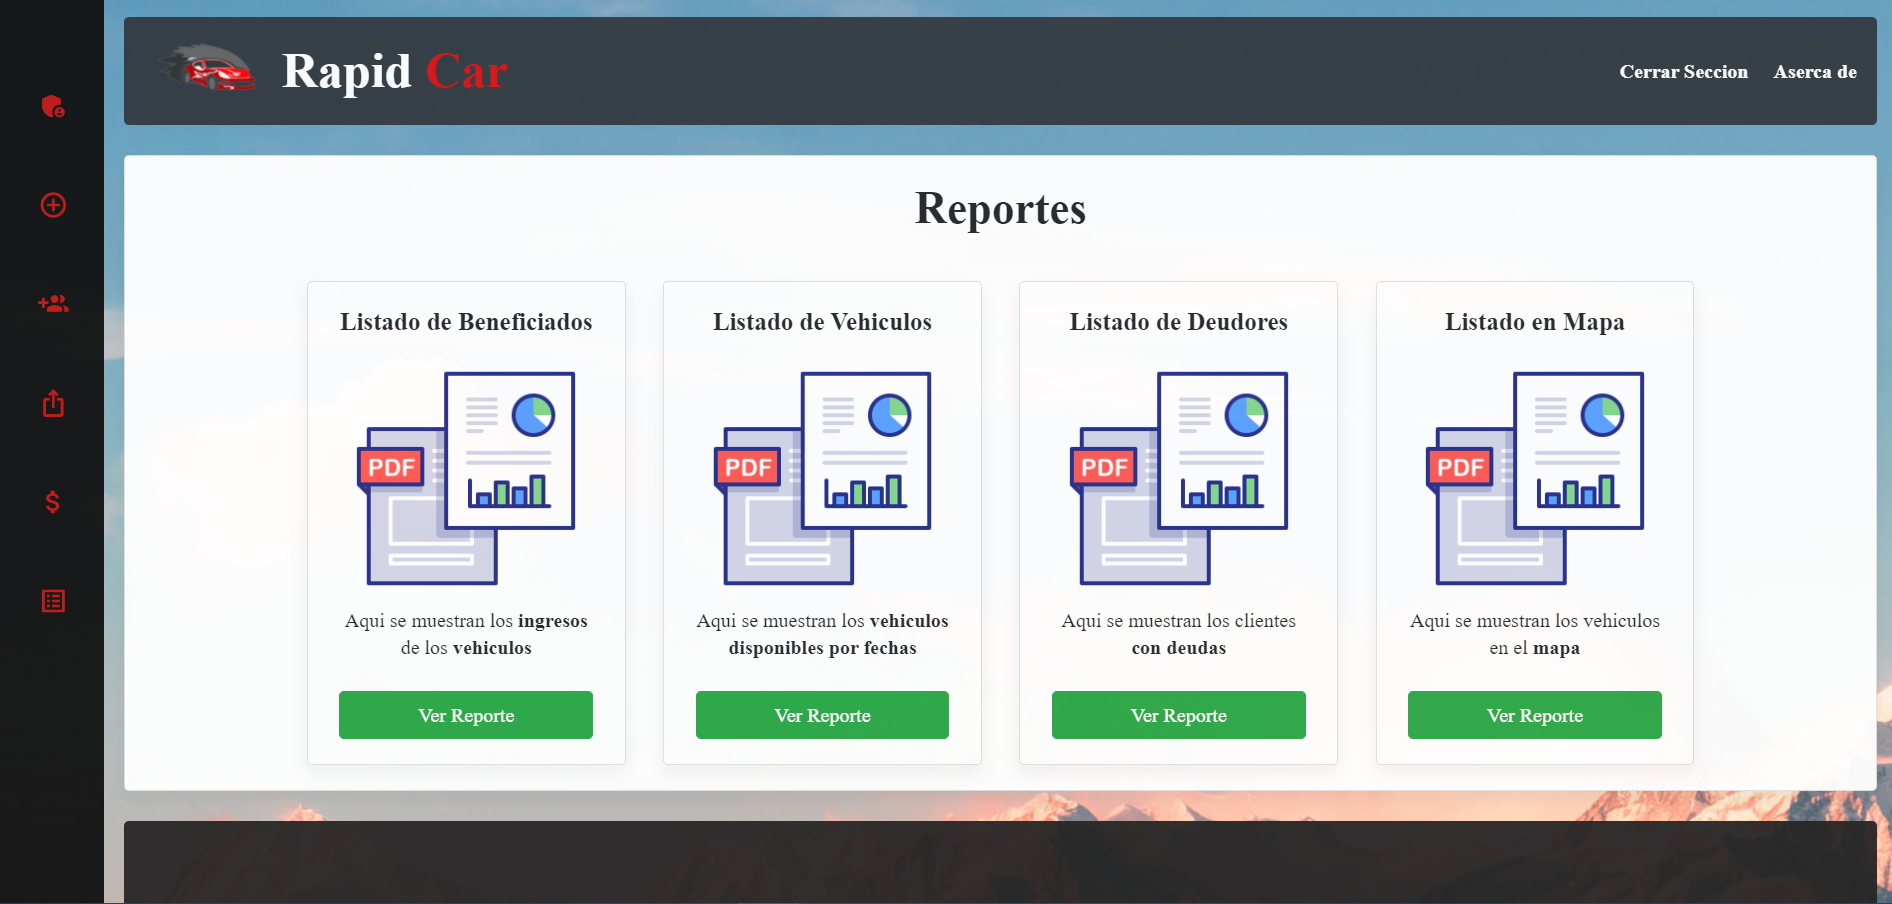 Rapid Car
Cerrar Seccion
Aserca de
Reportes
Listado de Beneficiados
PDF
Aqui se muestran los ingresos
de los vehiculos
Ver Reporte
Listado de Vehiculos
PDF
Aqui se muestran los vehiculos
disponibles por fechas
Ver Reporte
Listado de Deudores
PDF
Aqui se muestran los clientes
con deudas
Ver Reporte
Listado en Mapa
PDF
Aqui se muestran los vehiculos
en el mapa
Ver Reporte